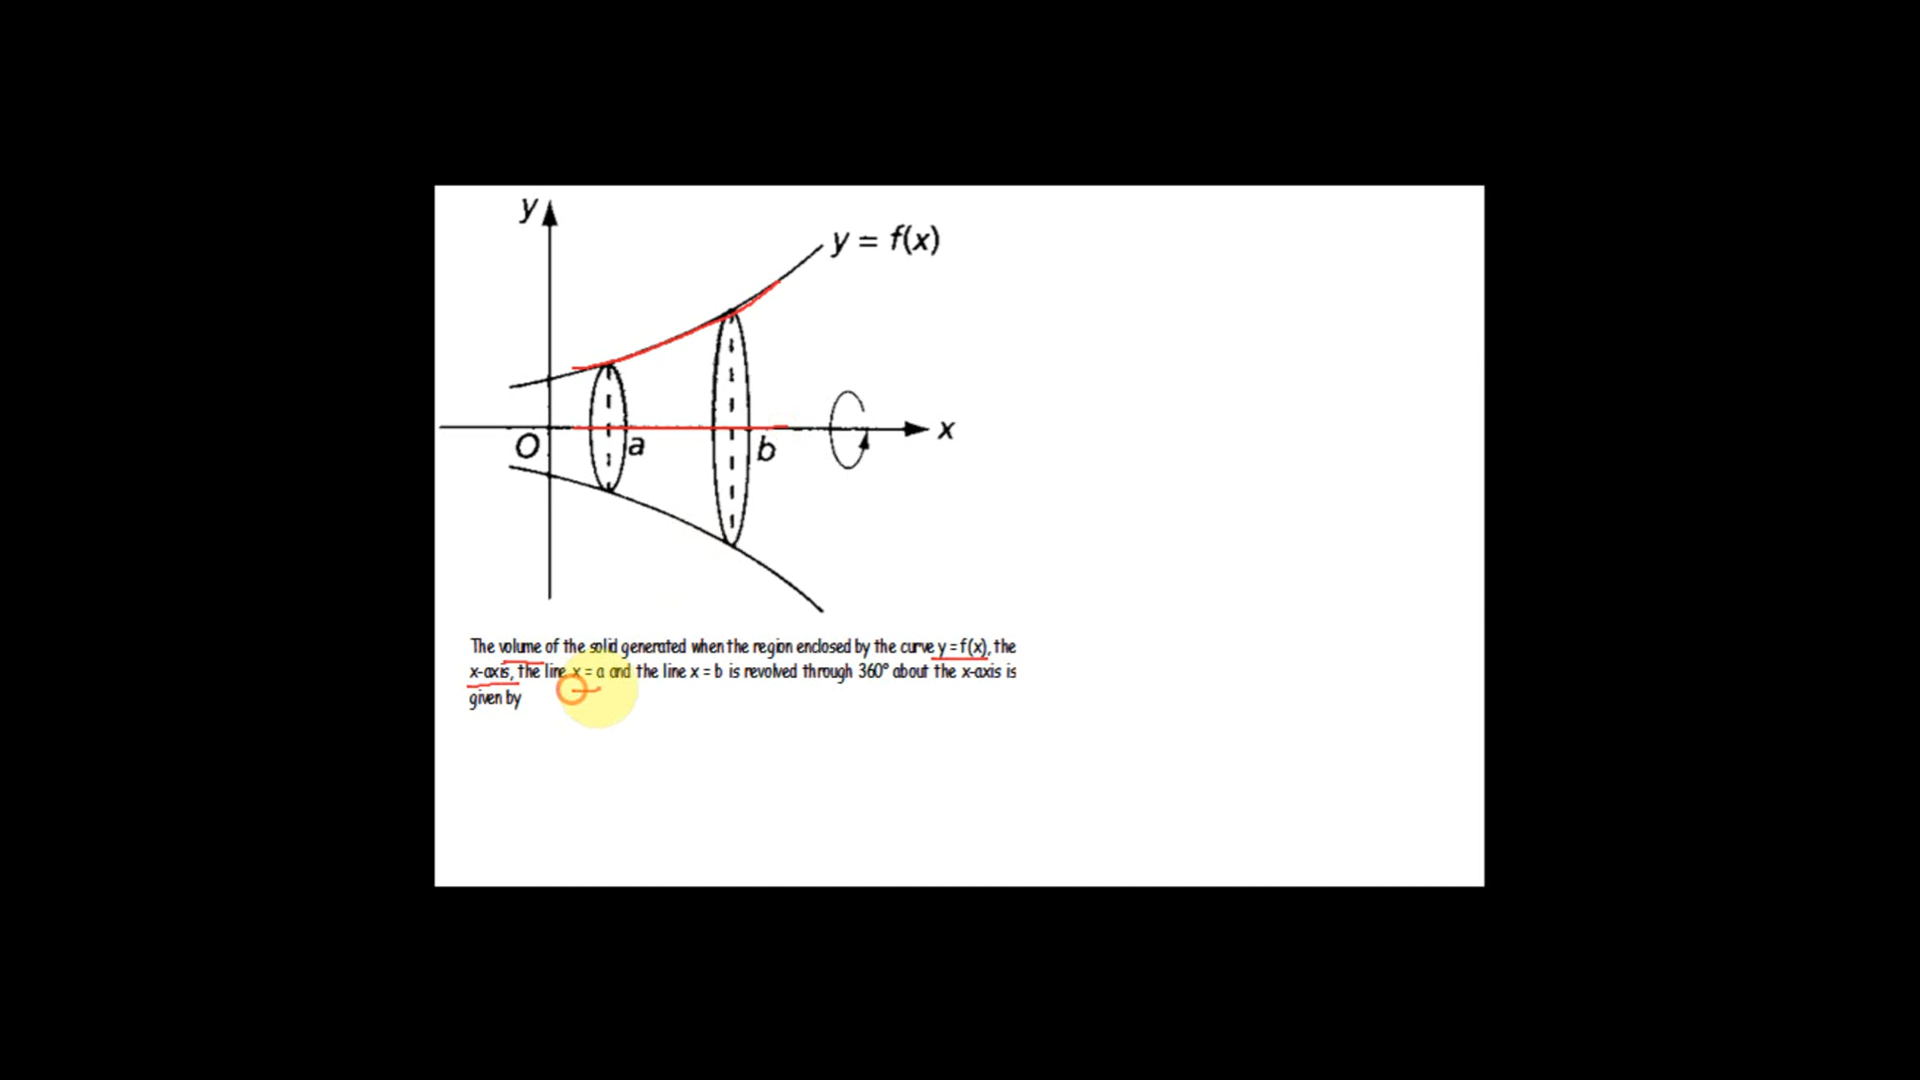 y
y = f(x)
O
a
b
x
The volume of the solid generated when the region enclosed by the curve y = f(x), the
x-axis, the line x = a and the line x = b is revolved through 360° about the x-axis is
given by